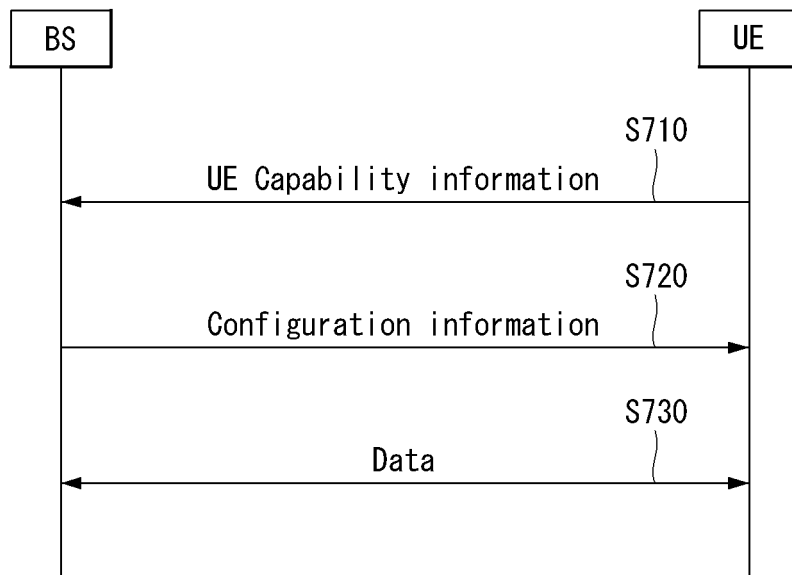 BS
UE
S710
UE Capability information
S720
Configuration information
S730
Data